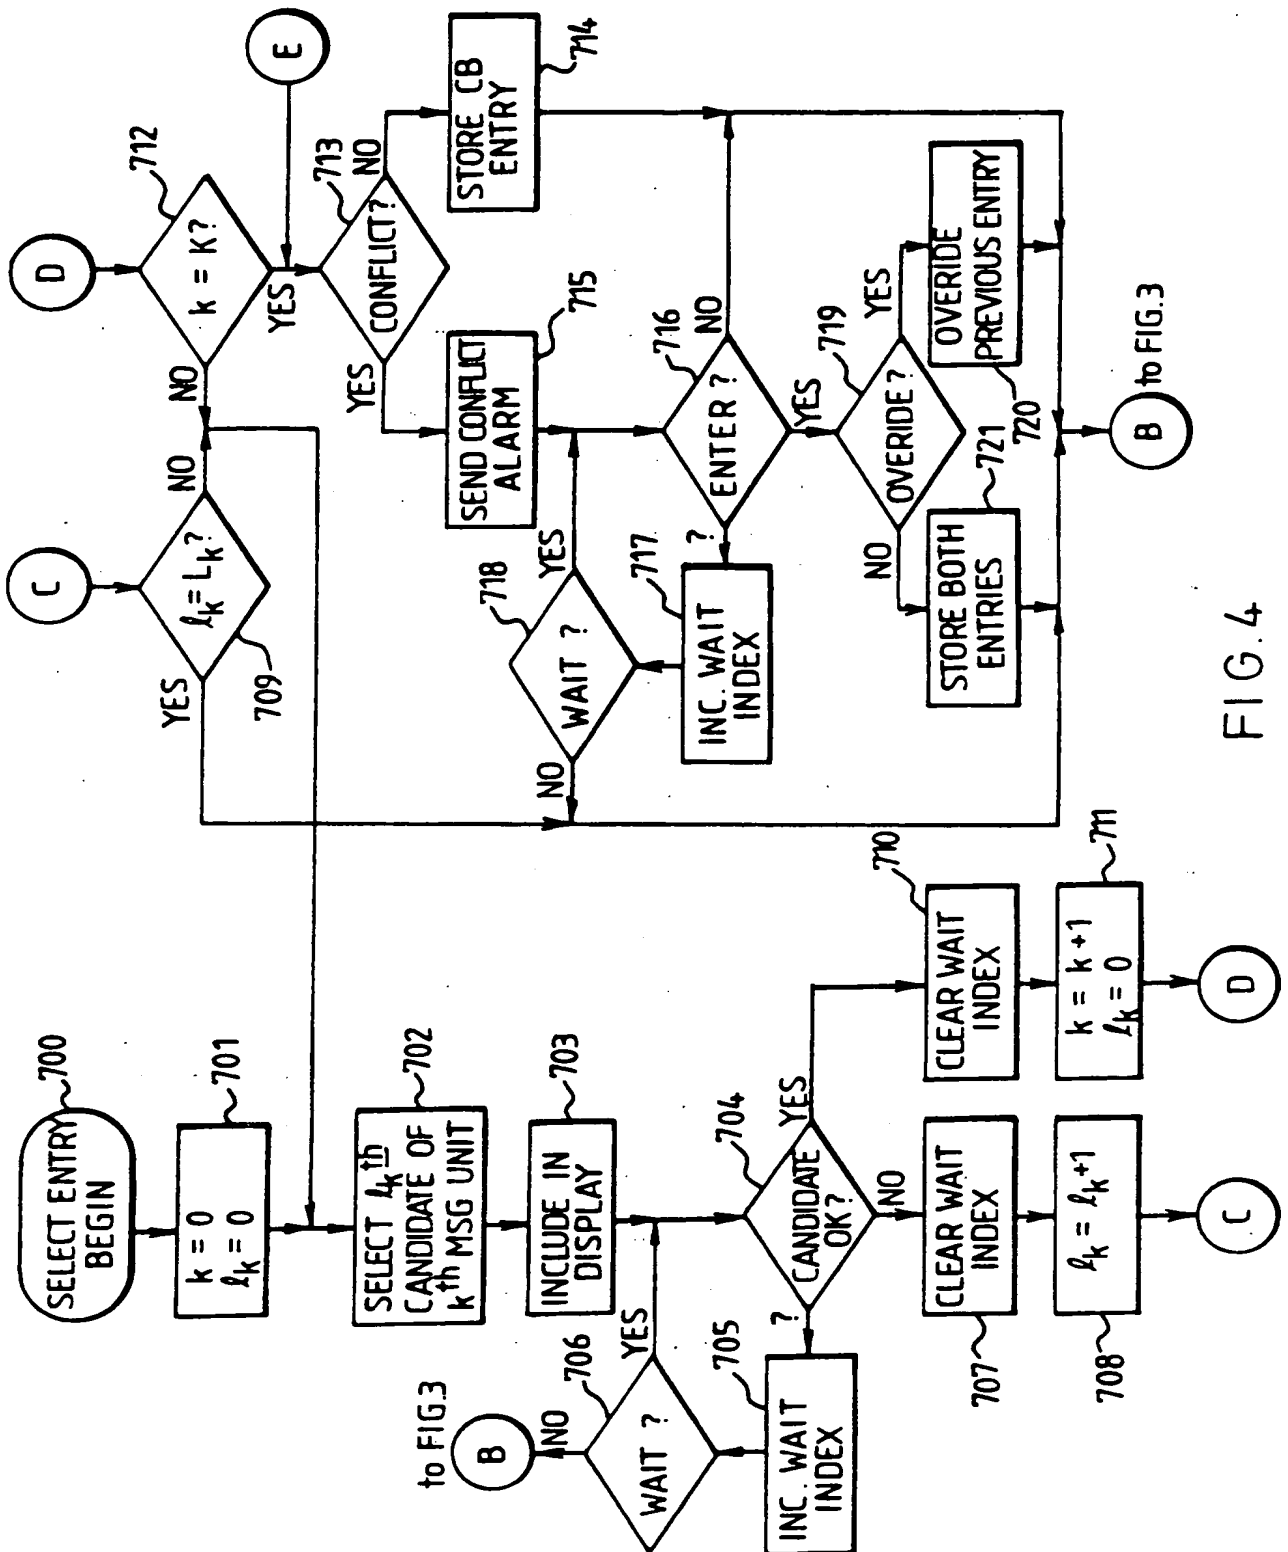 700
SELECT ENTRY
BEGIN
701
k = 0
ℓk = 0
702
SELECT ℓk th
CANDIDATE OF
k th MSG UNIT
703
INCLUDE IN
DISPLAY
to FIG.3
B
NO
706
WAIT ?
YES
704
CANDIDATE
OK?
YES
NO
?
705
INC. WAIT
INDEX
707
CLEAR WAIT
INDEX
710
CLEAR WAIT
INDEX
708
ℓk = ℓk+1
711
k = k+1
ℓk = 0
C
D
C
D
ℓk = Lk?
709
YES
NO
712
k = K?
NO
YES
E
713
CONFLICT?
YES
NO
SEND CONFLICT
ALARM
715
STORE CB
ENTRY
714
718
WAIT ?
YES
NO
716
ENTER ?
NO
YES
?
717
INC. WAIT
INDEX
719
OVERIDE?
NO
YES
721
STORE BOTH
ENTRIES
OVERIDE
PREVIOUS ENTRY
720
B to FIG.3
FIG.4